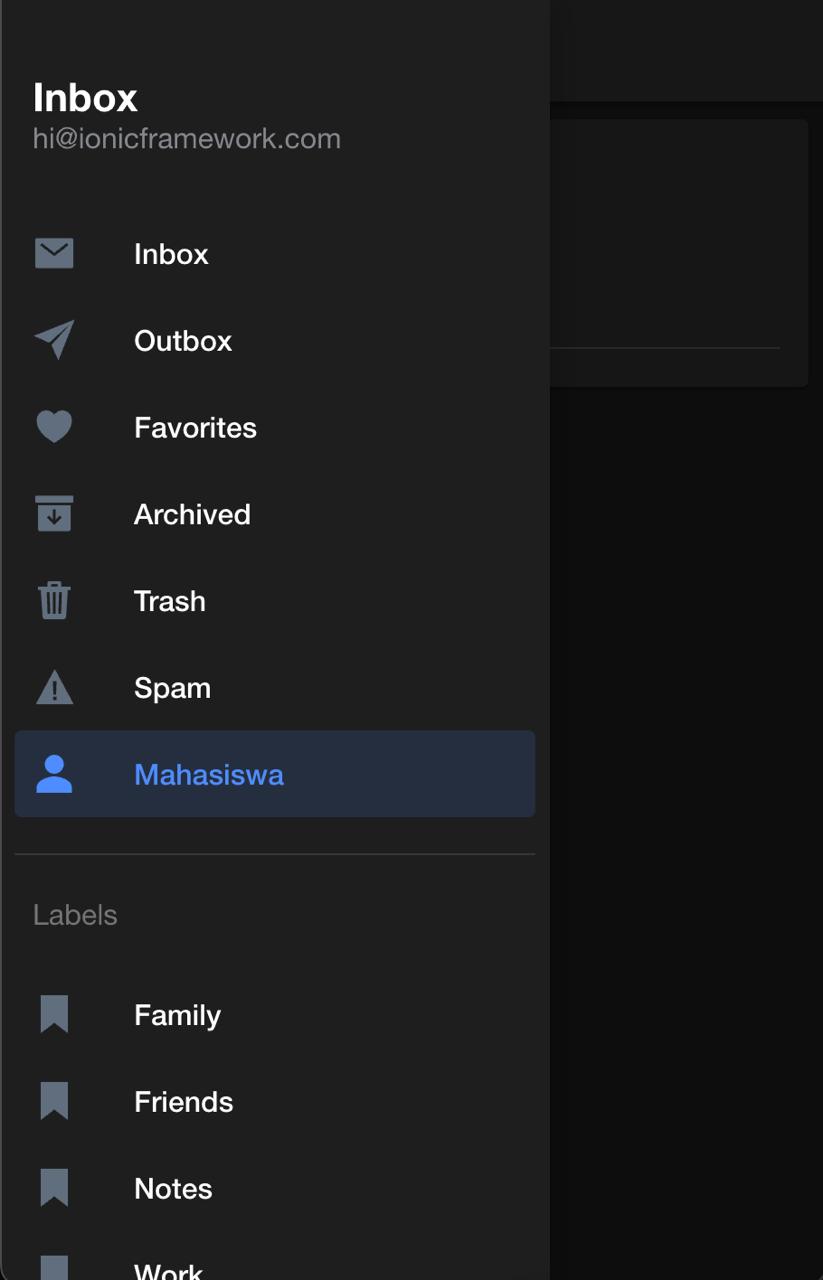 Inbox
hi@ionicframework.com
Inbox
Outbox
Favorites
Archived
Trash
Spam
Mahasiswa
Labels
Family
Friends
Notes
Work